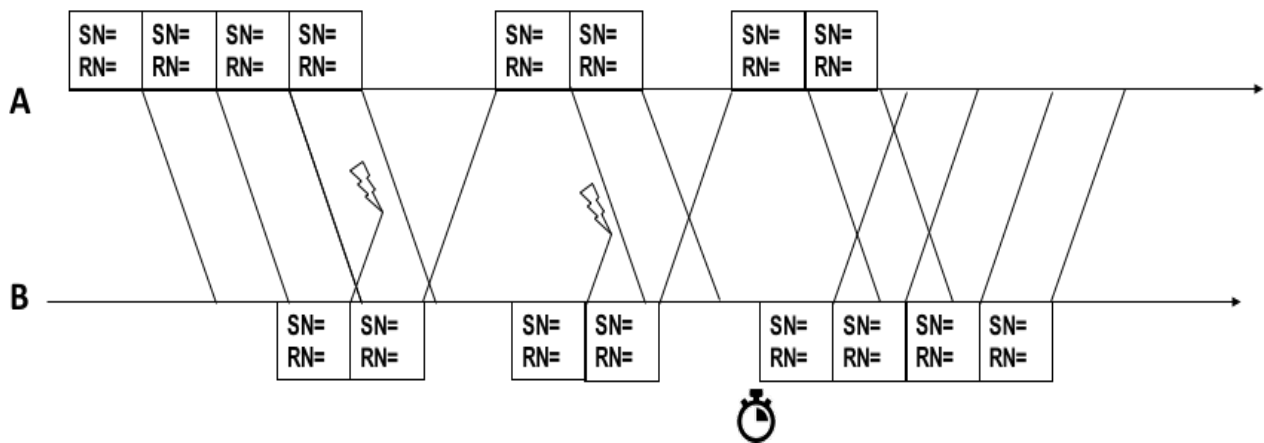 SN= SN= SN= SN= SN= SN= SN= SN=
RN= RN= RN= RN= RN= RN= RN= RN=
A
B
SN= SN= SN= SN= SN= SN= SN= SN=
RN= RN= RN= RN= RN= RN= RN= RN=